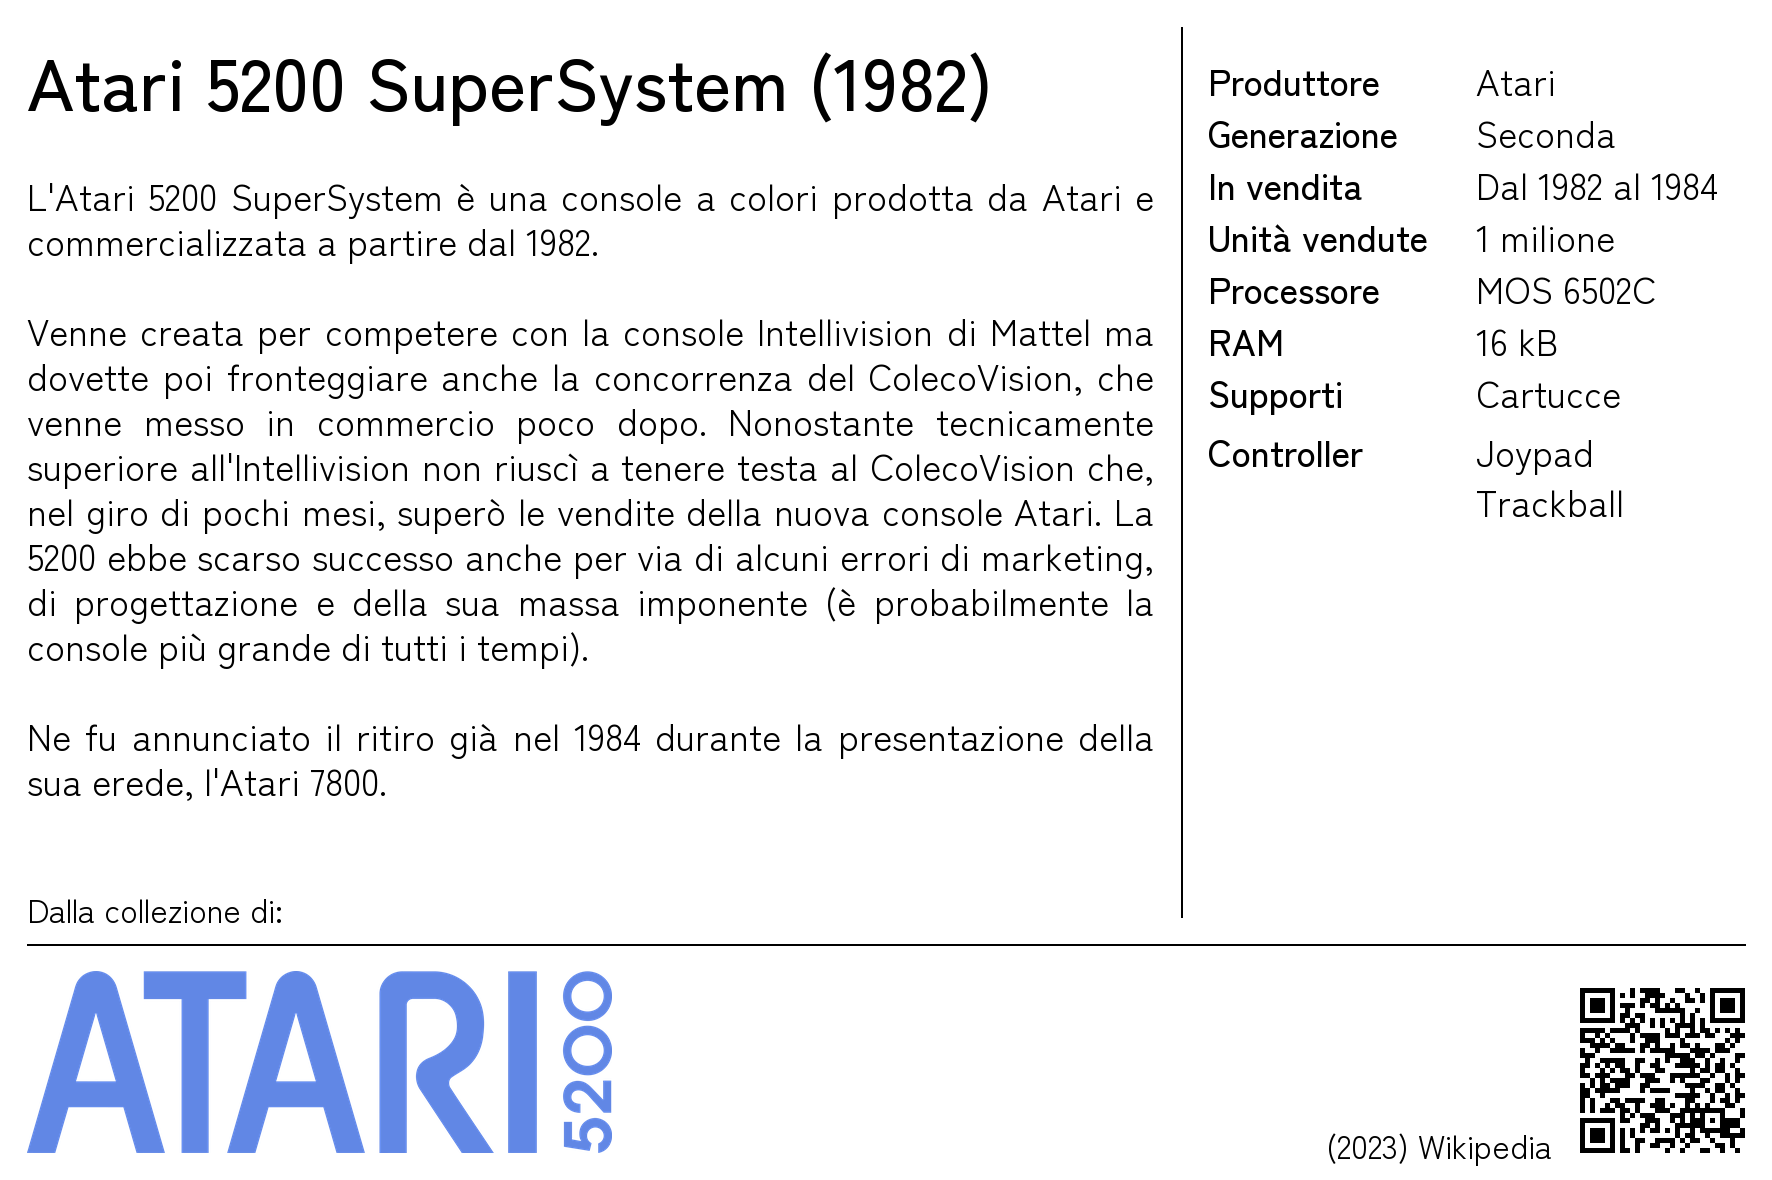 Atari 5200 SuperSystem (1982)
L'Atari 5200 SuperSystem è una console a colori prodotta da Atari e
commercializzata a partire dal 1982.
Venne creata per competere con la console Intellivision di Mattel ma
dovette poi fronteggiare anche la concorrenza del ColecoVision, che
venne messo in commercio poco dopo. Nonostante tecnicamente
superiore all'Intellivision non riuscì a tenere testa al ColecoVision che,
nel giro di pochi mesi, superò le vendite della nuova console Atari. La
5200 ebbe scarso successo anche per via di alcuni errori di marketing,
di progettazione e della sua massa imponente (è probabilmente la
console più grande di tutti i tempi).
Ne fu annunciato il ritiro già nel 1984 durante la presentazione della
sua erede, l'Atari 7800.
Dalla collezione di:
Produttore Atari
Generazione Seconda
In vendita Dal 1982 al 1984
Unità vendute 1 milione
Processore MOS 6502C
RAM 16 kB
Supporti Cartucce
Controller Joypad
Trackball
ATARI 5200
(2023) Wikipedia